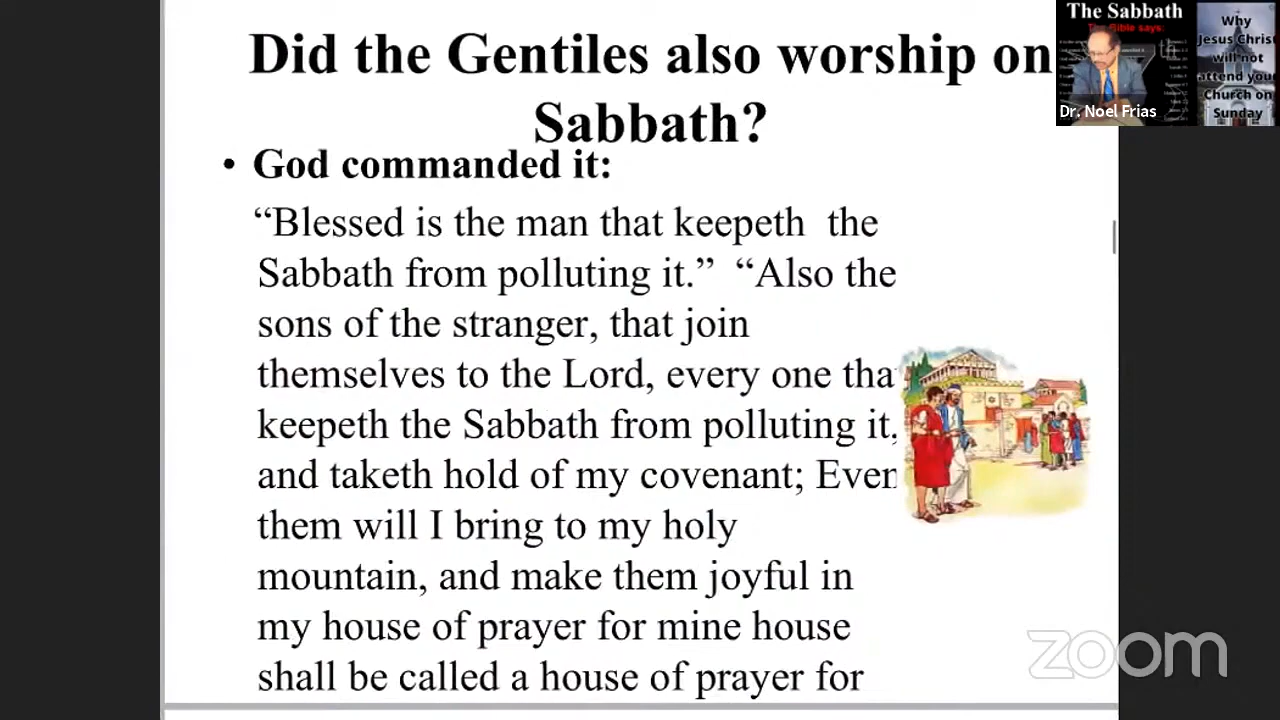 Did the Gentiles also worship on
Sabbath?
• God commanded it:
“Blessed is the man that keepeth the
Sabbath from polluting it.” “Also the
sons of the stranger, that join
themselves to the Lord, every one tha
keepeth the Sabbath from polluting it,
and taketh hold of my covenant; Even
them will I bring to my holy
mountain, and make them joyful in
my house of prayer for mine house
shall be called a house of prayer for
The Sabbath
The Bible says:
Dr. Noel Frias
Why
Jesus Christ
will not
attend your
Church on
Sunday
zoom